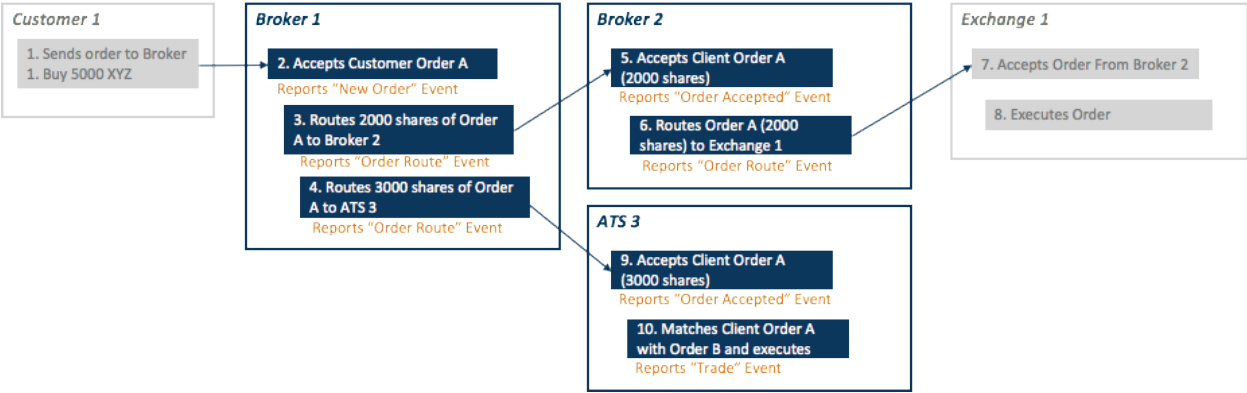 Customer 1
1. Sends order to Broker
1. Buy 5000 XYZ
Broker 1
2. Accepts Customer Order A
Reports "New Order" Event
3. Routes 2000 shares of Order
A to Broker 2
Reports "Order Route" Event
4. Routes 3000 shares of Order
A to ATS 3
Reports "Order Route" Event
Broker 2
5. Accepts Client Order A
(2000 shares)
Reports "Order Accepted" Event
6. Routes Order A (2000
shares) to Exchange 1
Reports "Order Route" Event
Exchange 1
7. Accepts Order From Broker 2
8. Executes Order
ATS 3
9. Accepts Client Order A
(3000 shares)
Reports "Order Accepted" Event
10. Matches Client Order A
with Order B and executes
Reports "Trade" Event